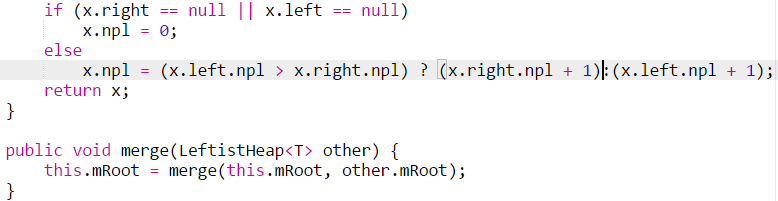 if (x.right == null || x.left == null)
x.npl = 0;
else
x.npl = (x.left.npl > x.right.npl) ? (x.right.npl + 1):(x.left.npl + 1);
return x;
}
public void merge(LeftistHeap<T> other) {
this.mRoot = merge(this.mRoot, other.mRoot);
}